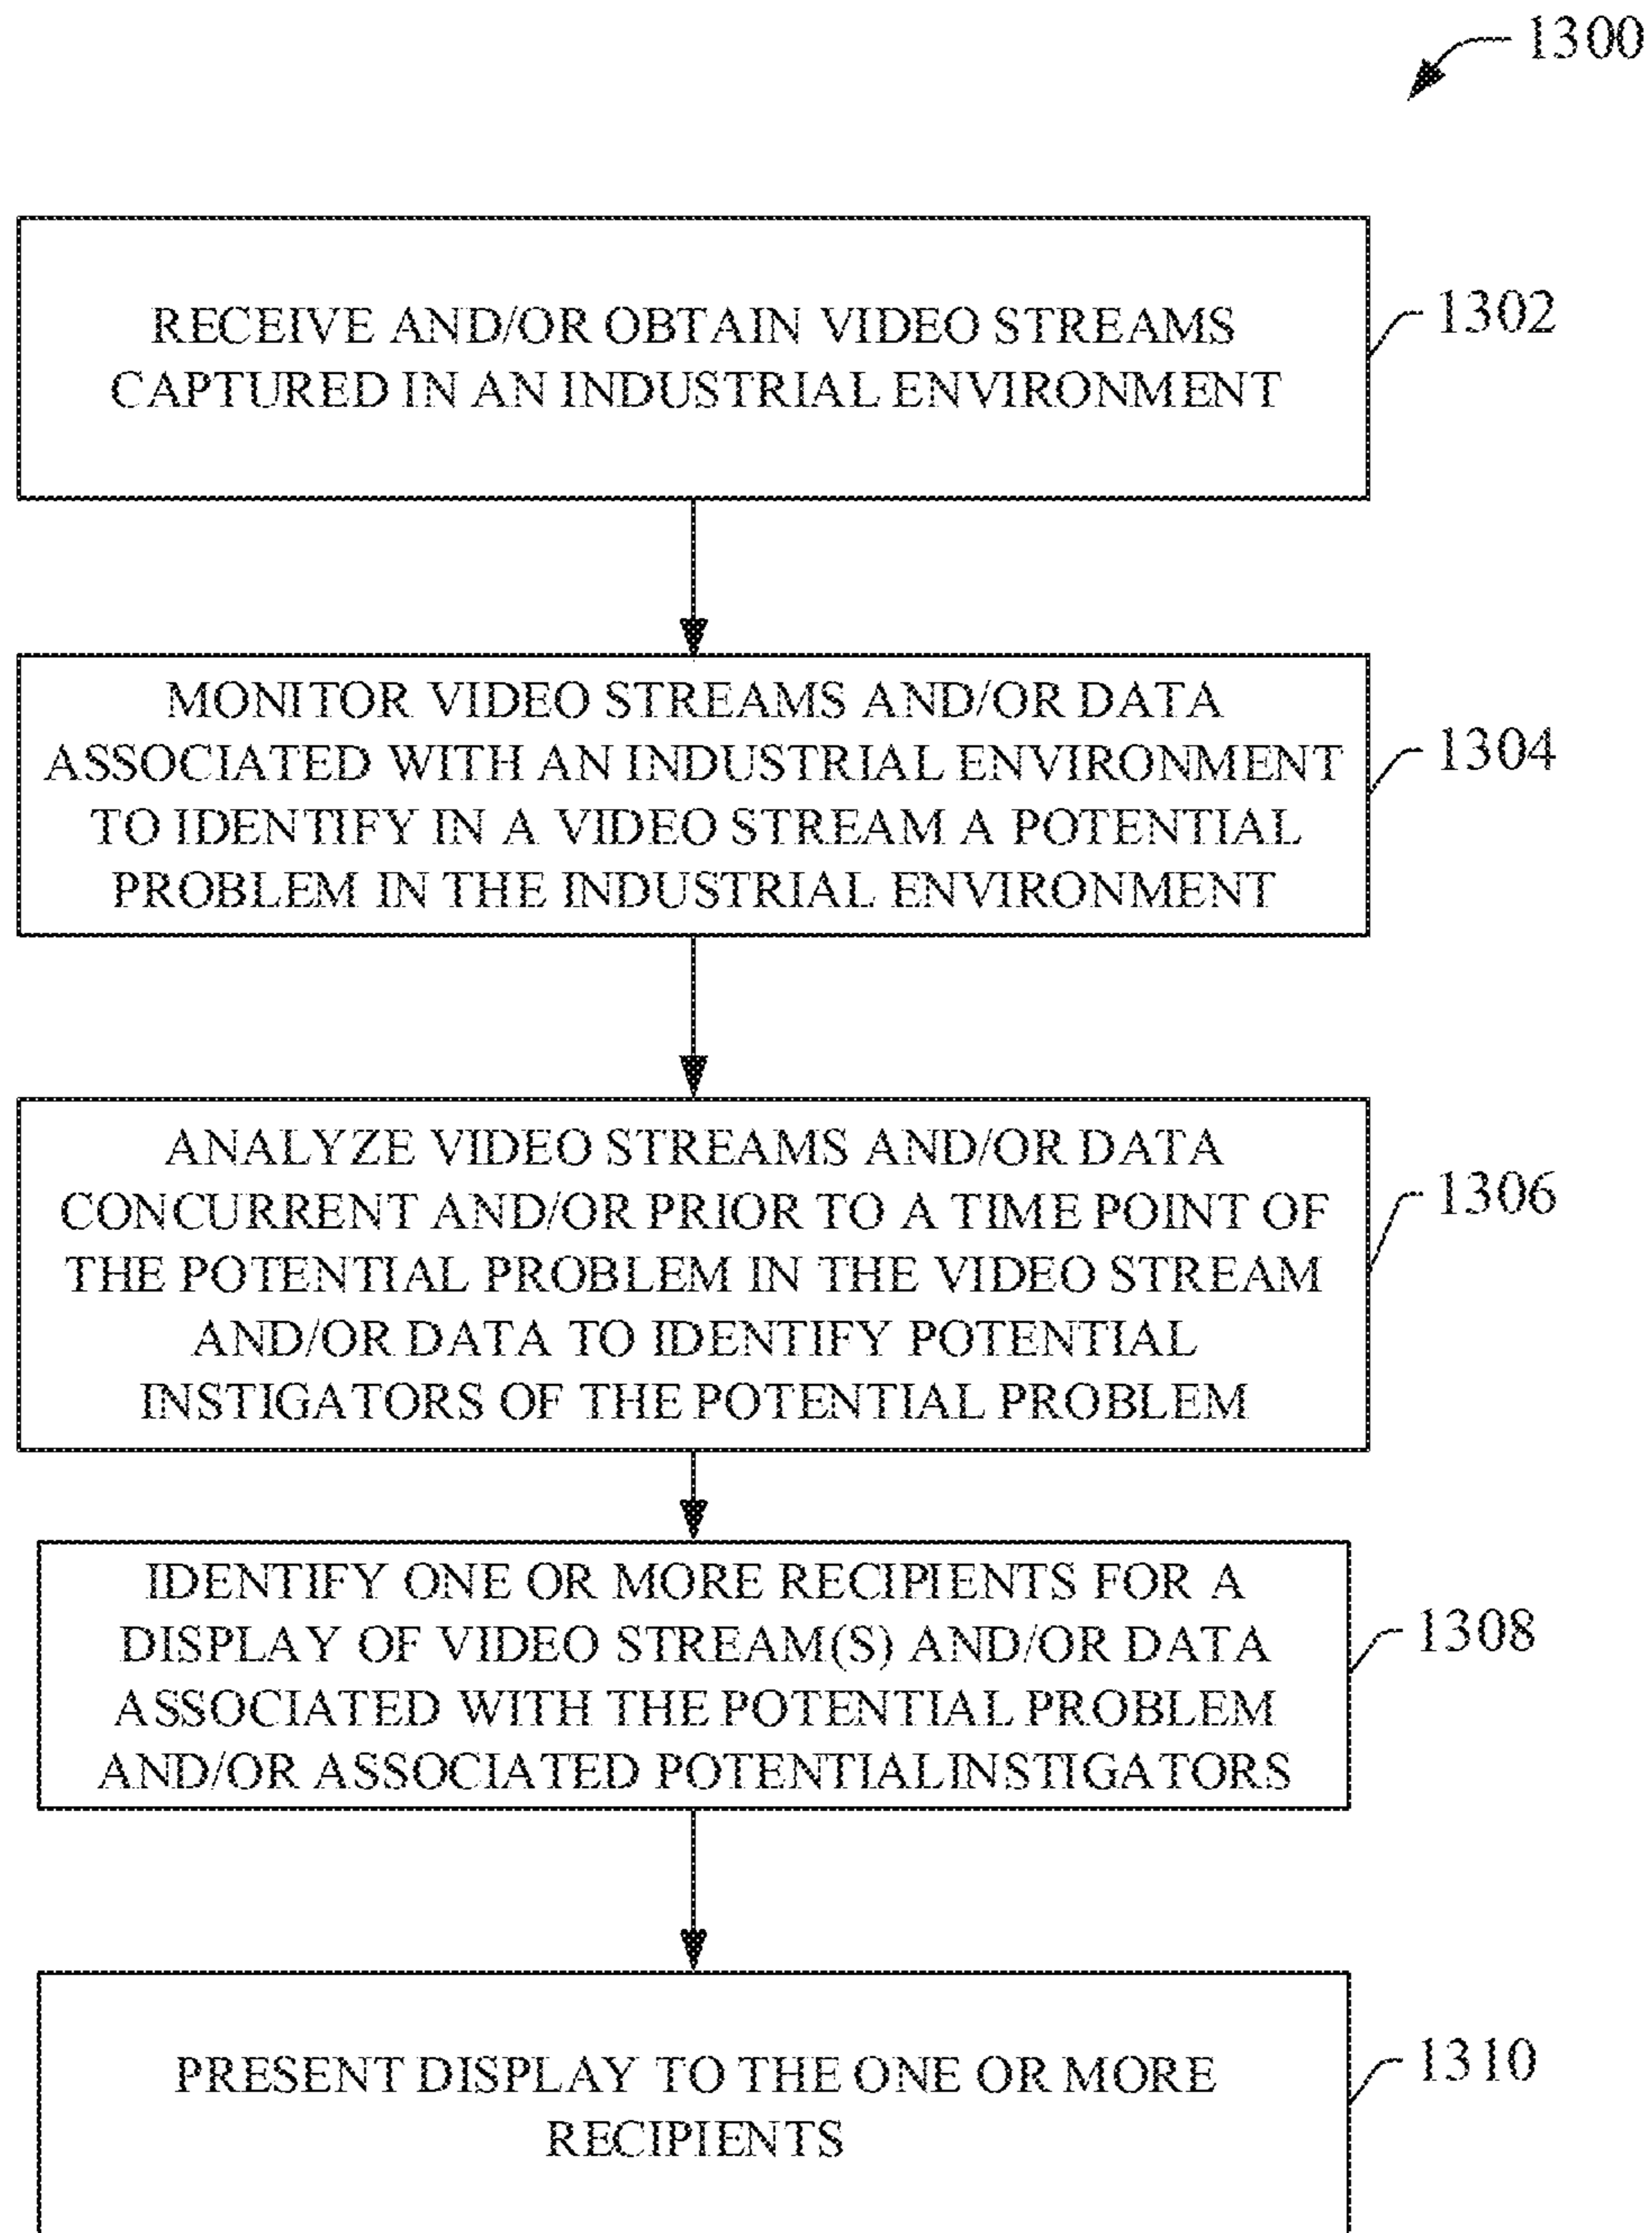 1300
RECEIVE AND/OR OBTAIN VIDEO STREAMS
CAPTURED IN AN INDUSTRIAL ENVIRONMENT
1302
MONITOR VIDEO STREAMS AND/OR DATA
ASSOCIATED WITH AN INDUSTRIAL ENVIRONMENT
TO IDENTIFY IN A VIDEO STREAM A POTENTIAL
PROBLEM IN THE INDUSTRIAL ENVIRONMENT
1304
ANALYZE VIDEO STREAMS AND/OR DATA
CONCURRENT AND/OR PRIOR TO A TIME POINT OF
THE POTENTIAL PROBLEM IN THE VIDEO STREAM
AND/OR DATA TO IDENTIFY POTENTIAL
INSTIGATORS OF THE POTENTIAL PROBLEM
1306
IDENTIFY ONE OR MORE RECIPIENTS FOR A
DISPLAY OF VIDEO STREAM(S) AND/OR DATA
ASSOCIATED WITH THE POTENTIAL PROBLEM
AND/OR ASSOCIATED POTENTIAL INSTIGATORS
1308
PRESENT DISPLAY TO THE ONE OR MORE
RECIPIENTS
1310